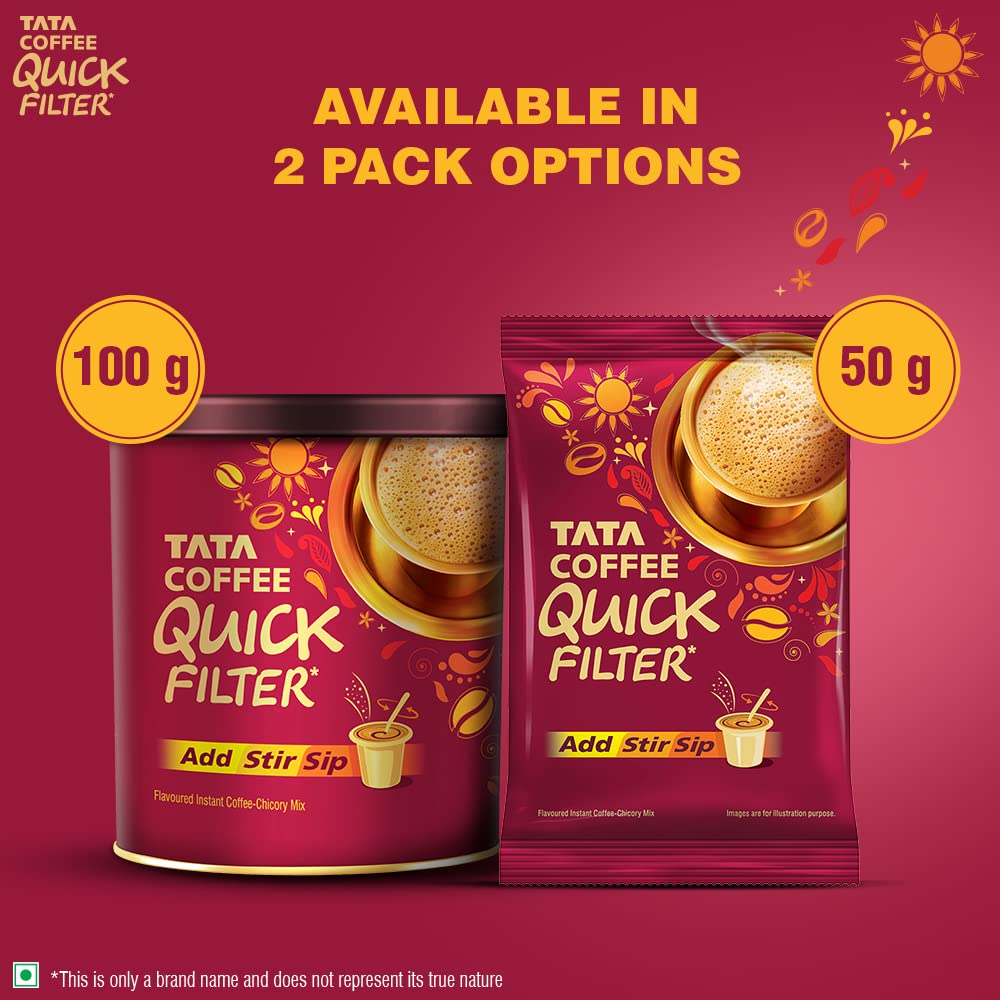 TATA
COFFEE
QUICK
FILTER*
AVAILABLE IN
2 PACK OPTIONS
100 g
50 g
TATA
COFFEE
QUICK
FILTER*
Add Stir Sip
Flavoured Instant Coffee-Chicory Mix
TATA
COFFEE
QUICK
FILTER*
Add Stir Sip
Flavoured Instant Coffee-Chicory Mix
Images are for illustration purpose.
*This is only a brand name and does not represent its true nature